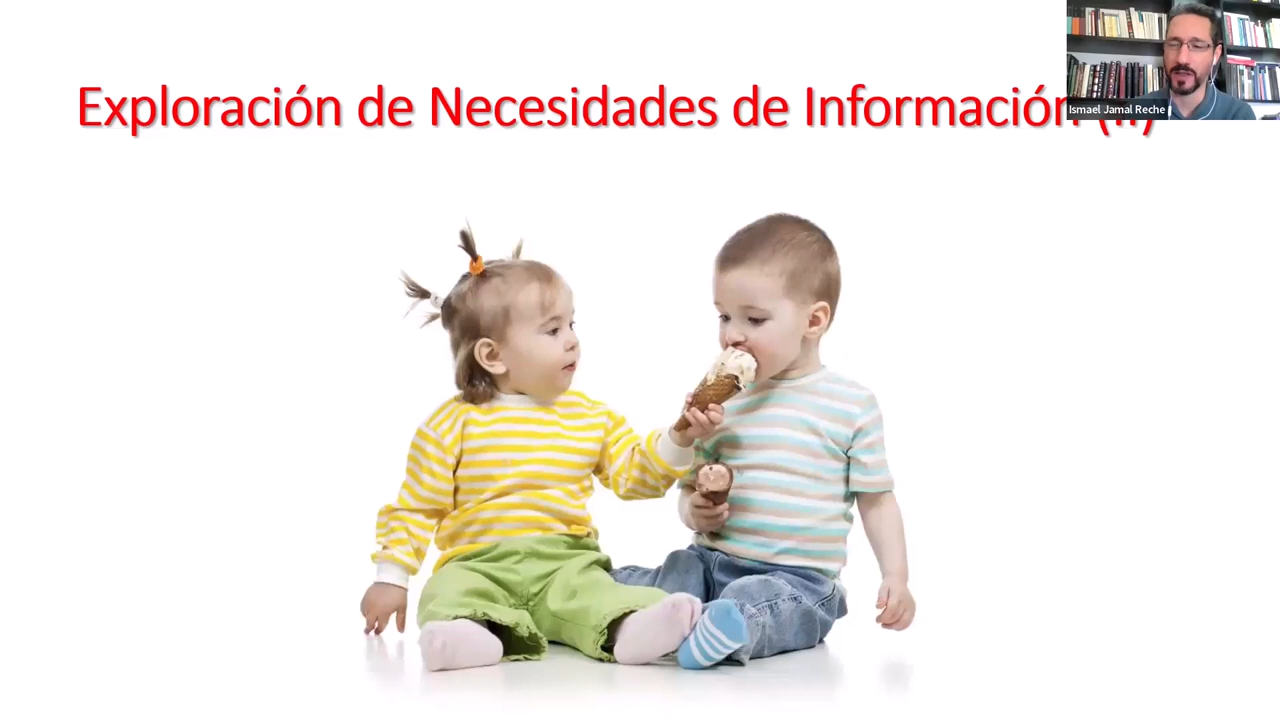 Exploración de Necesidades de Información
Ismael Jamal Reche